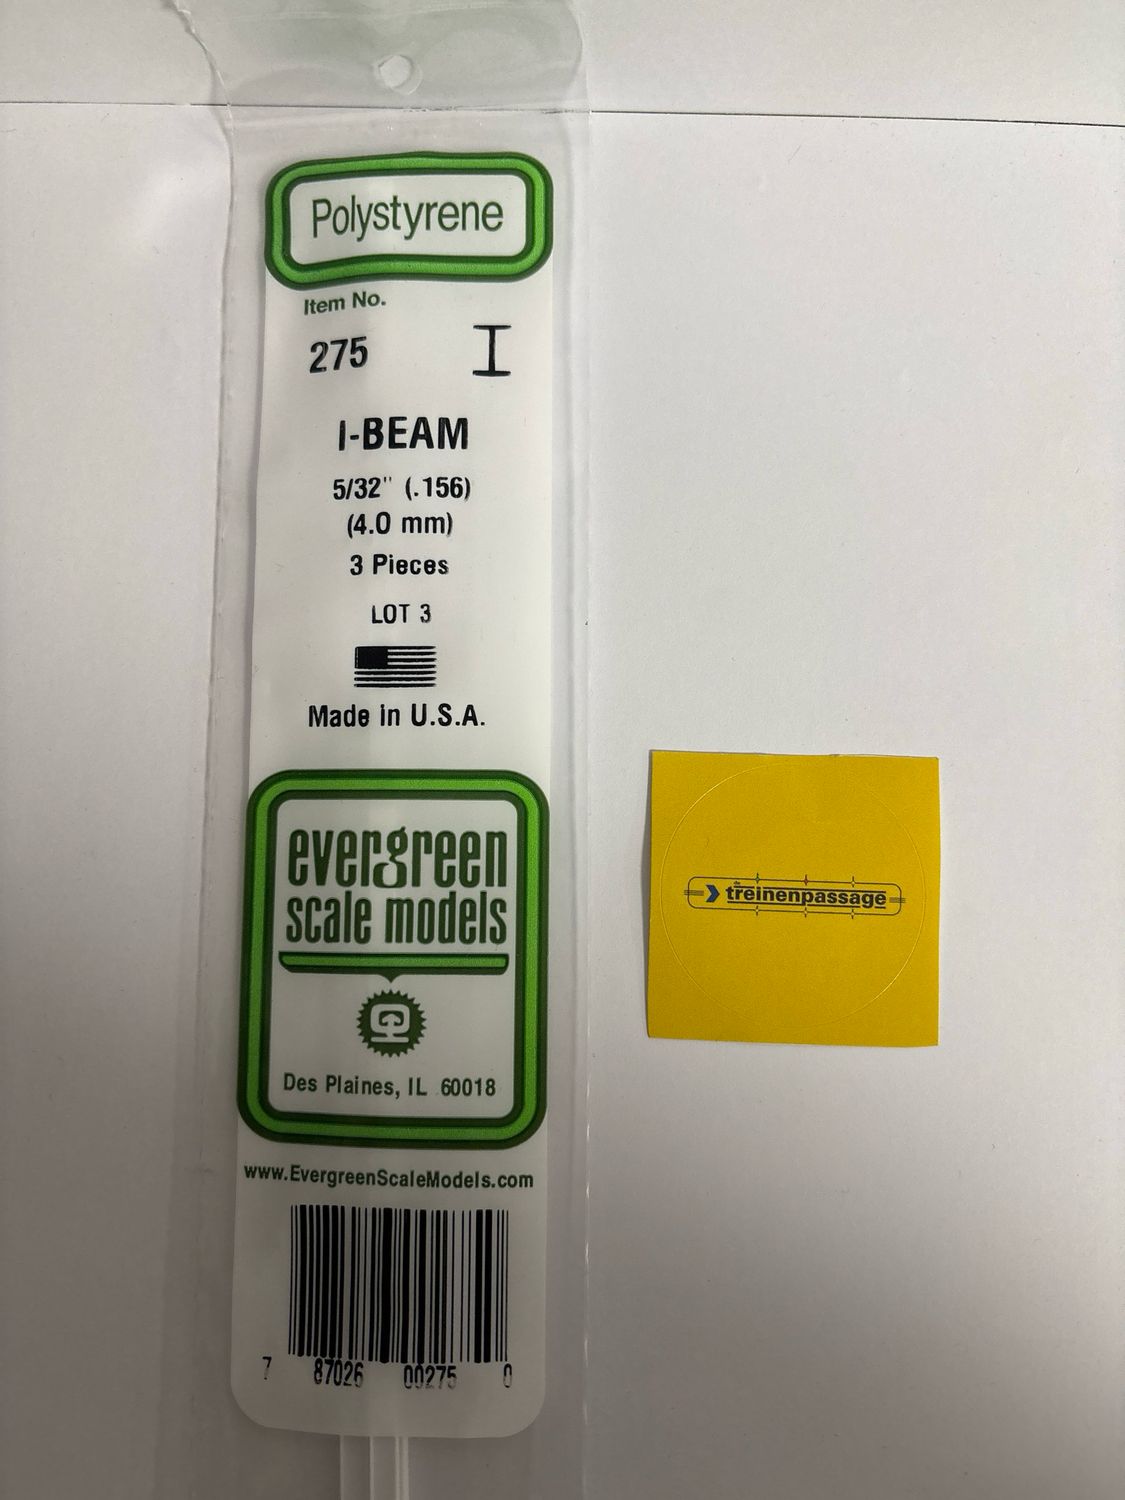 Polystyrene
Item No.
275
I-BEAM
5/32" (.156)
(4.0 mm)
3 Pieces
LOT 3
Made in U.S.A.
evergreen
scale models
Des Plaines, IL 60018
www.EvergreenScaleModels.com
7 87026 00275 0
de
treinenpassage